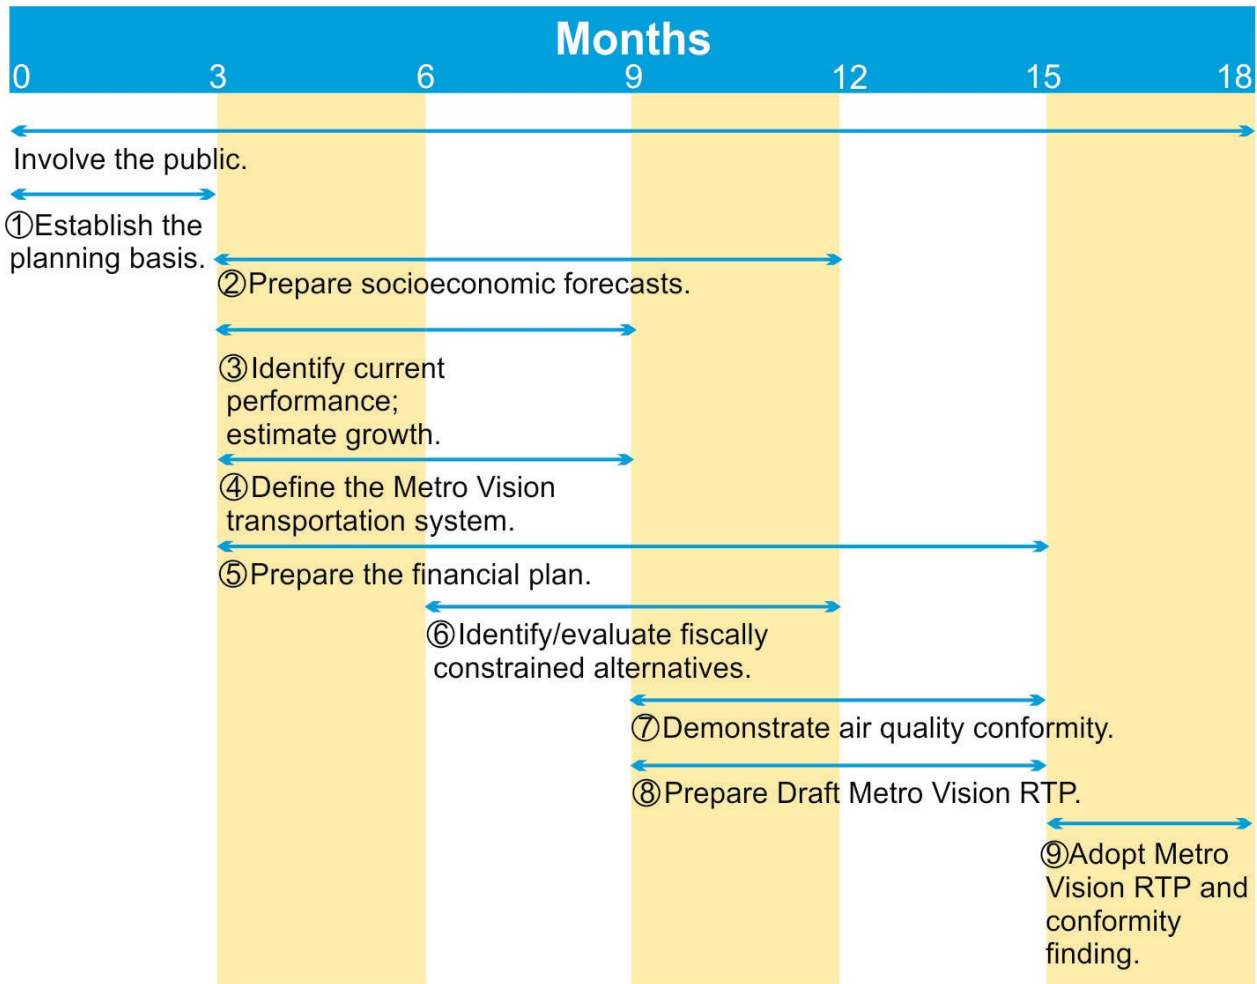 Months
0 3 6 9 12 15 18
Involve the public.
①Establish the
planning basis.
②Prepare socioeconomic forecasts.
③Identify current
performance;
estimate growth.
④Define the Metro Vision
transportation system.
⑤Prepare the financial plan.
⑥Identify/evaluate fiscally
constrained alternatives.
⑦Demonstrate air quality conformity.
⑧Prepare Draft Metro Vision RTP.
⑨Adopt Metro
Vision RTP and
conformity
finding.